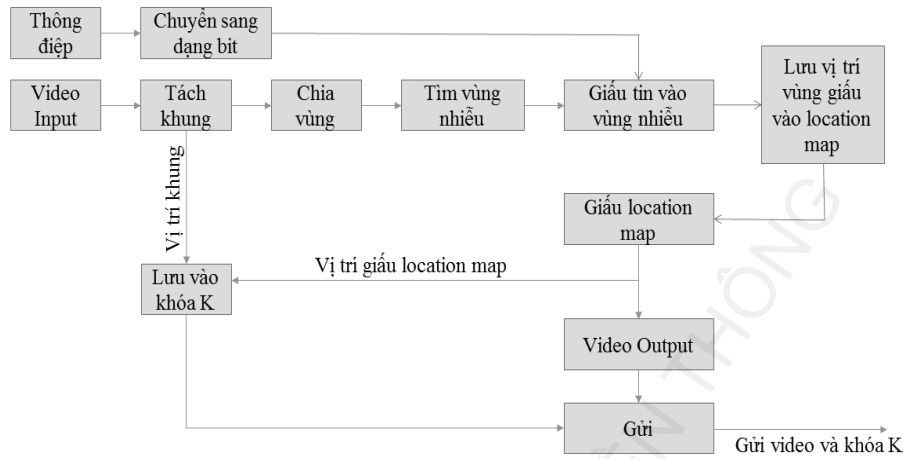 Thông
điệp
Chuyển sang
dạng bit
Video
Input
Tách
khung
Chia
vùng
Tìm vùng
nhiễu
Giấu tin vào
vùng nhiễu
Lưu vị trí
vùng giấu
vào location
map
Vị trí khung
Giấu location
map
Vị trí giấu location map
Lưu vào
khóa K
Video Output
Gửi
Gửi video và khóa K
ỄN THÔNG